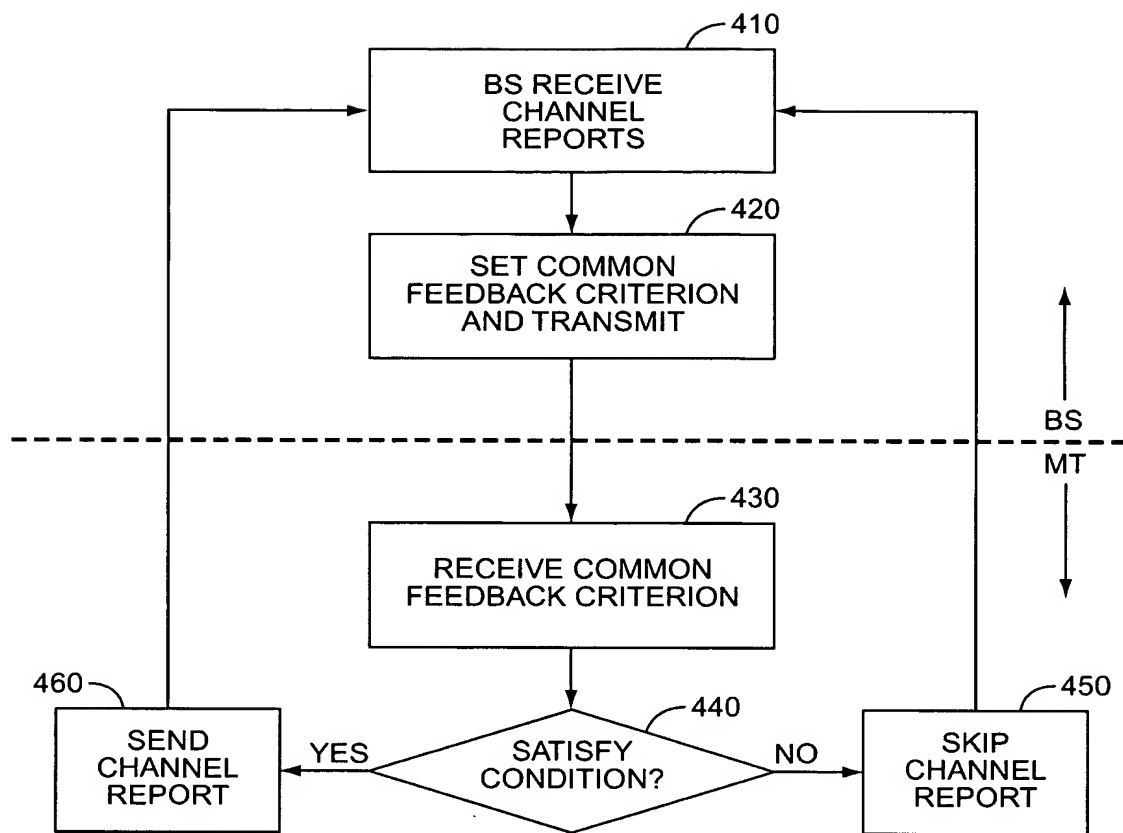 410
BS RECEIVE
CHANNEL
REPORTS
420
SET COMMON
FEEDBACK CRITERION
AND TRANSMIT
BS
MT
430
RECEIVE COMMON
FEEDBACK CRITERION
460
SEND
CHANNEL
REPORT
YES
440
SATISFY
CONDITION?
NO
450
SKIP
CHANNEL
REPORT